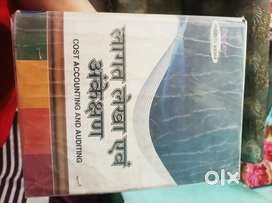 लागत लेखा एवं
अंकेक्षण
COST ACCOUNTING AND AUDITING
OLX